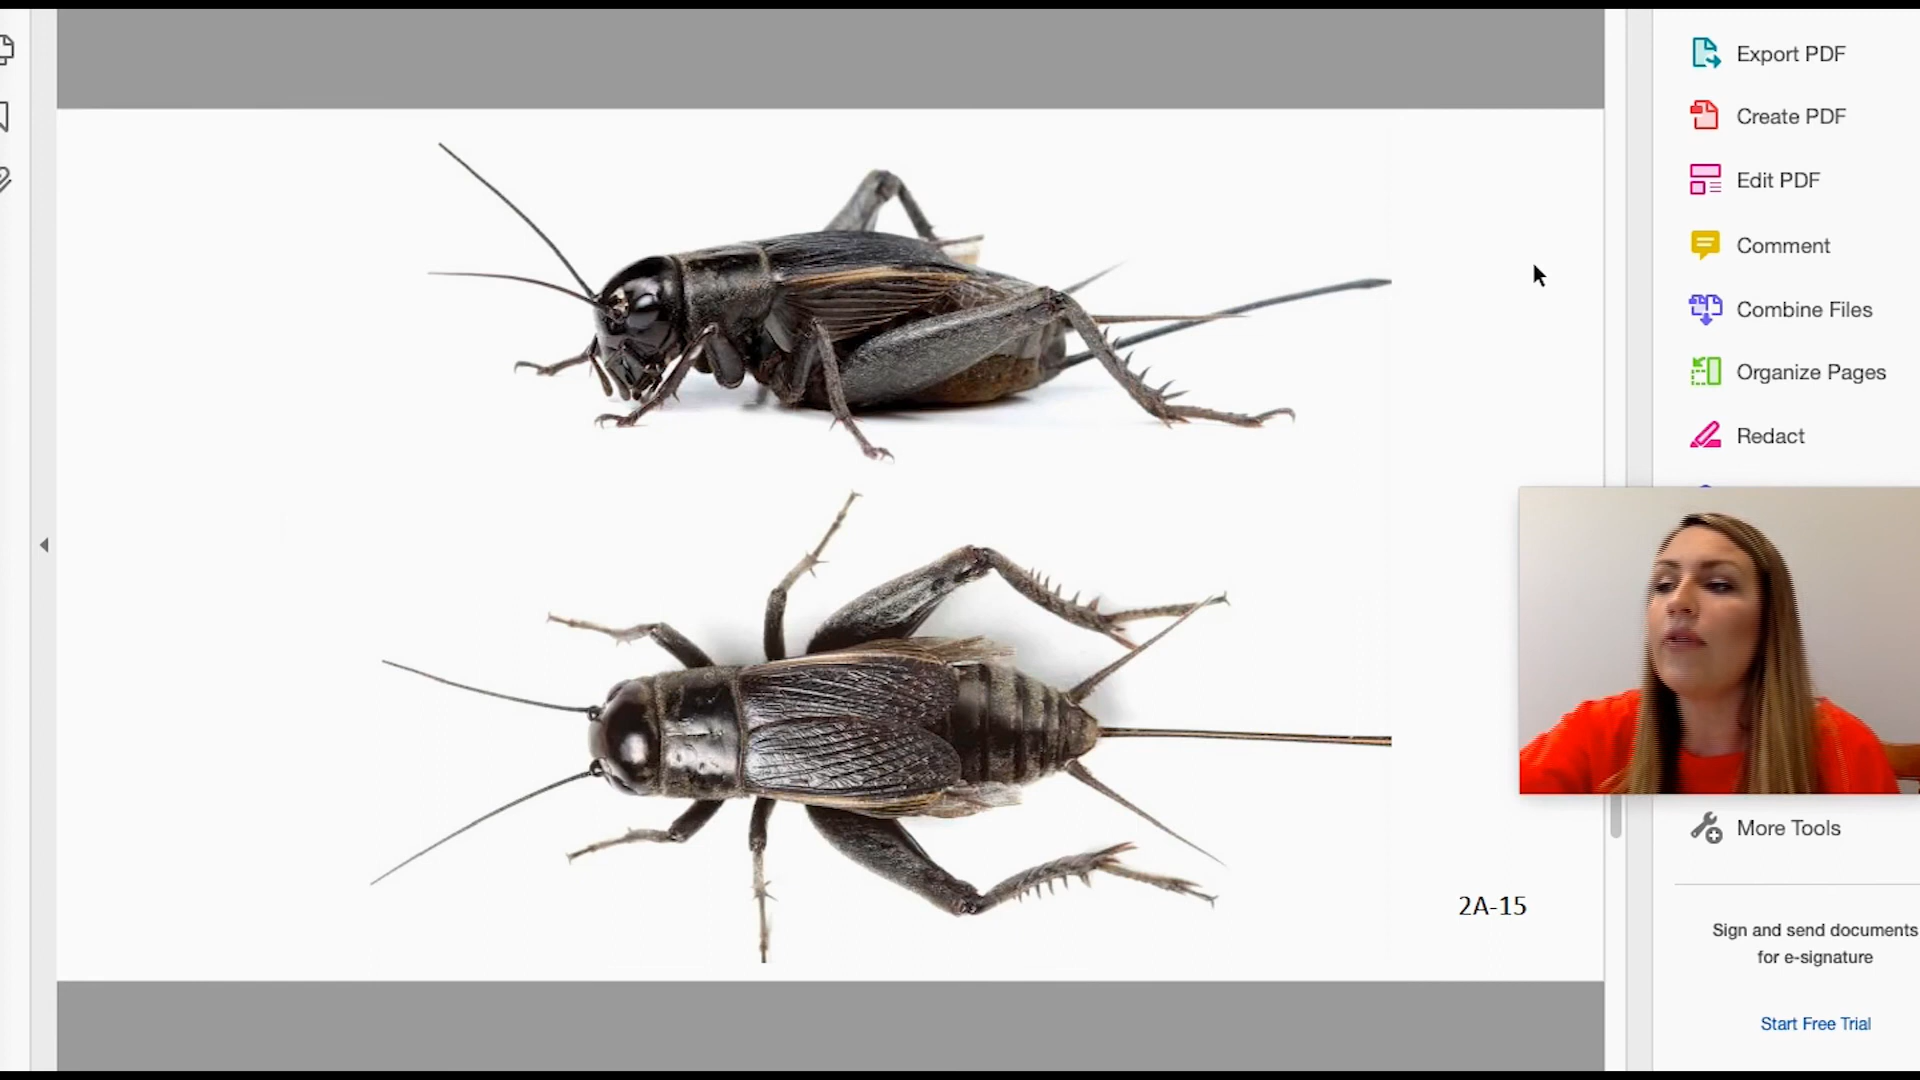 Export PDF
Create PDF
Edit PDF
Comment
Combine Files
Organize Pages
Redact
More Tools
2A-15
Sign and send documents
for e-signature
Start Free Trial